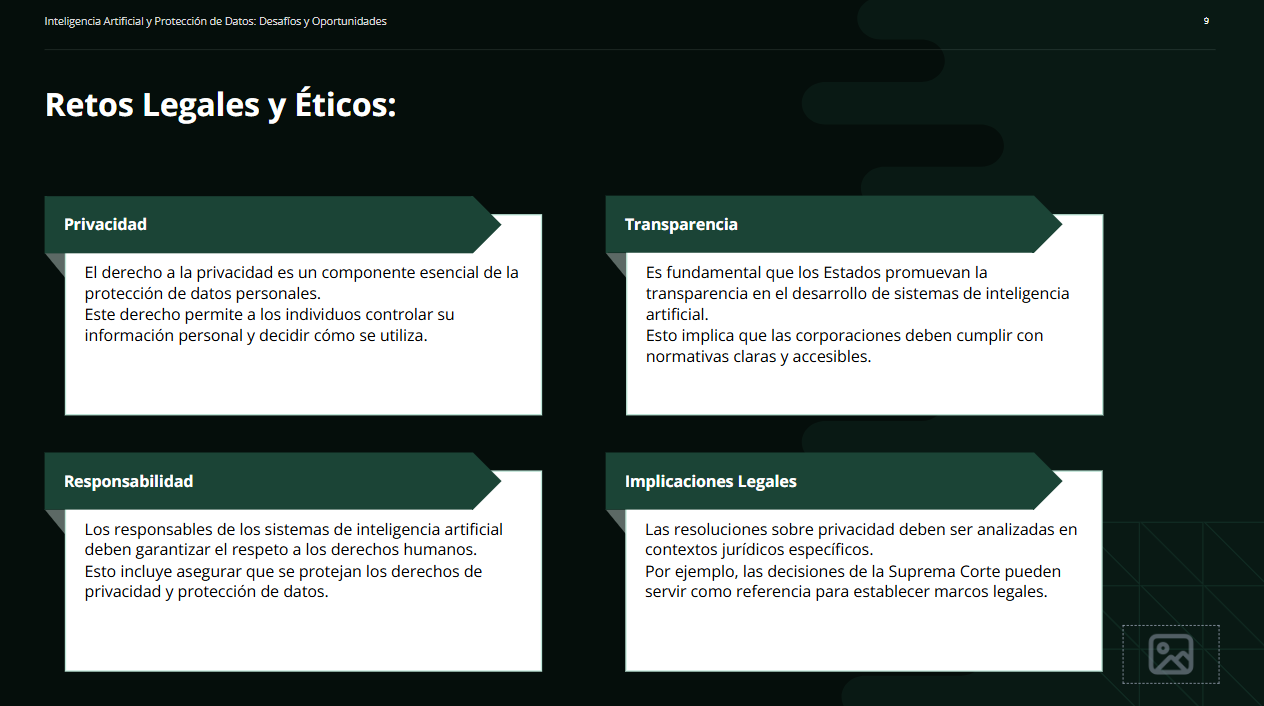 Inteligencia Artificial y Protección de Datos: Desafíos y Oportunidades
9
Retos Legales y Éticos:
Privacidad
El derecho a la privacidad es un componente esencial de la
protección de datos personales.
Este derecho permite a los individuos controlar su
información personal y decidir cómo se utiliza.
Transparencia
Es fundamental que los Estados promuevan la
transparencia en el desarrollo de sistemas de inteligencia
artificial.
Esto implica que las corporaciones deben cumplir con
normativas claras y accesibles.
Responsabilidad
Los responsables de los sistemas de inteligencia artificial
deben garantizar el respeto a los derechos humanos.
Esto incluye asegurar que se protejan los derechos de
privacidad y protección de datos.
Implicaciones Legales
Las resoluciones sobre privacidad deben ser analizadas en
contextos jurídicos específicos.
Por ejemplo, las decisiones de la Suprema Corte pueden
servir como referencia para establecer marcos legales.